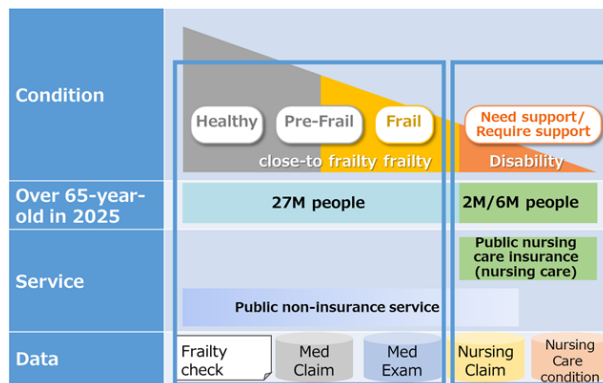 Condition
Healthy
Pre-Frail
Frail
Need support/
Require support
close-to frailty frailty
Disability
Over 65-year-
old in 2025
27M people
2M/6M people
Service
Public nursing
care insurance
(nursing care)
Public non-insurance service
Data
Frailty
check
Med
Claim
Med
Exam
Nursing
Claim
Nursing
Care
condition